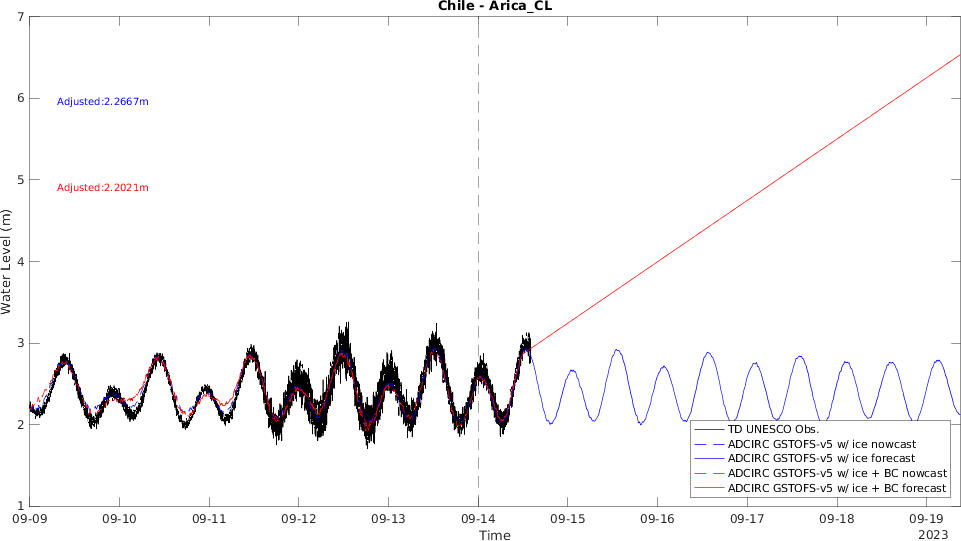 Chile - Arica_CL
7
6
5
4
3
2
1
Water Level (m)
Adjusted:2.2667m
Adjusted:2.2021m
TD UNESCO Obs.
ADCIRC GSTOFS-v5 w/ ice nowcast
ADCIRC GSTOFS-v5 w/ ice forecast
ADCIRC GSTOFS-v5 w/ ice + BC nowcast
ADCIRC GSTOFS-v5 w/ ice + BC forecast
09-09 09-10 09-11 09-12 09-13 09-14 09-15 09-16 09-17 09-18 09-19
Time
2023